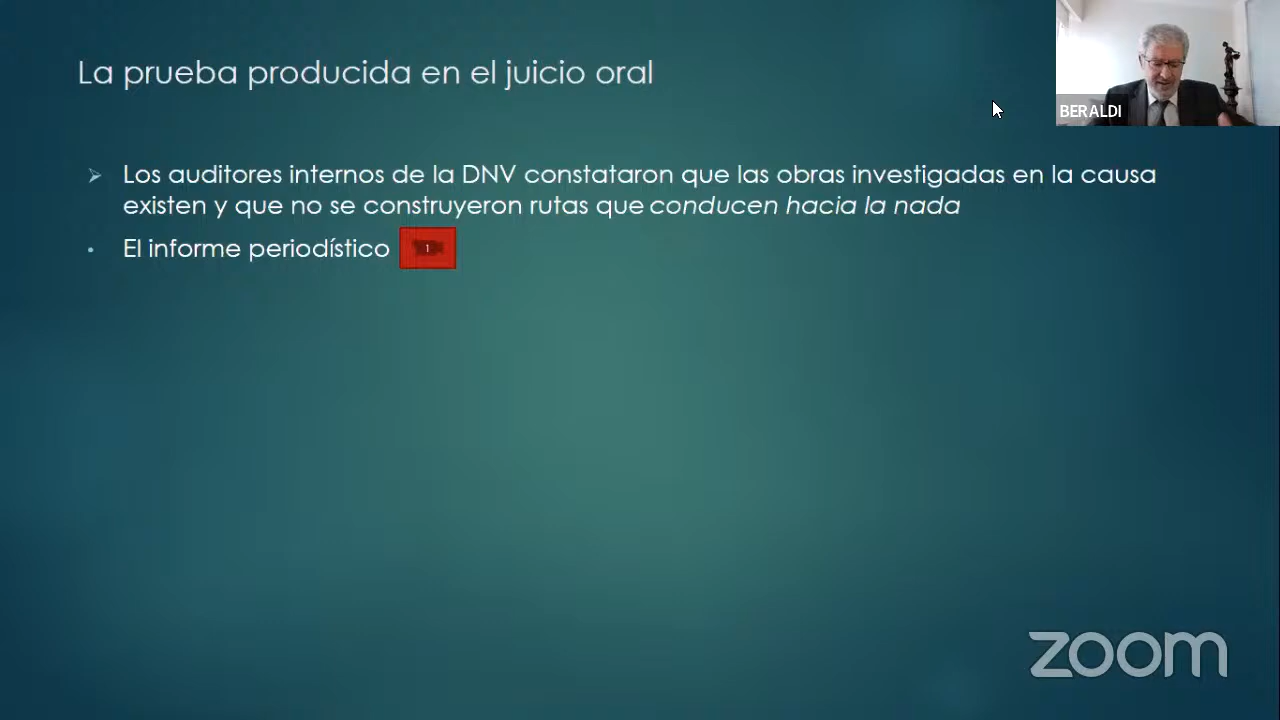 La prueba producida en el juicio oral
BERALDI
Los auditores internos de la DNV constataron que las obras investigadas en la causa
existen y que no se construyeron rutas que conducen hacia la nada
El informe periodístico
1
zoom